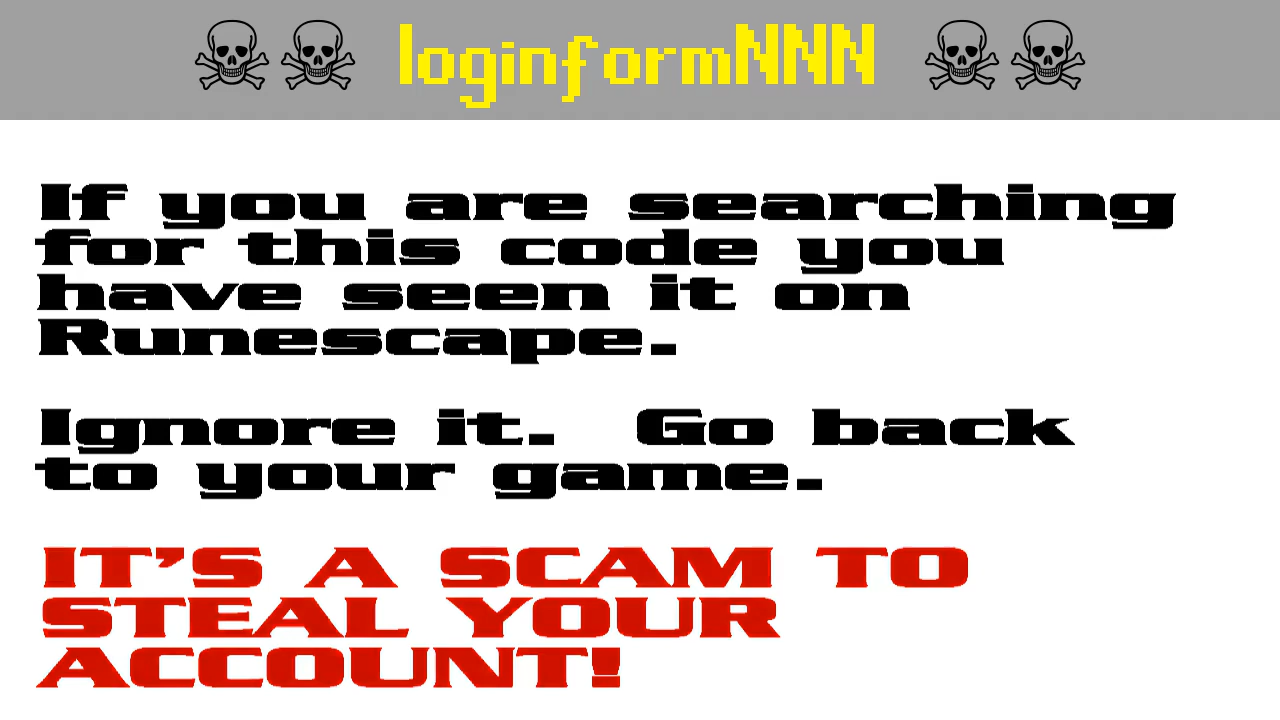 loginformNNN
If you are searching
for this code you
have seen it on
Runescape.
Ignore it.  Go back
to your game.
IT'S A SCAM TO
STEAL YOUR
ACCOUNT!